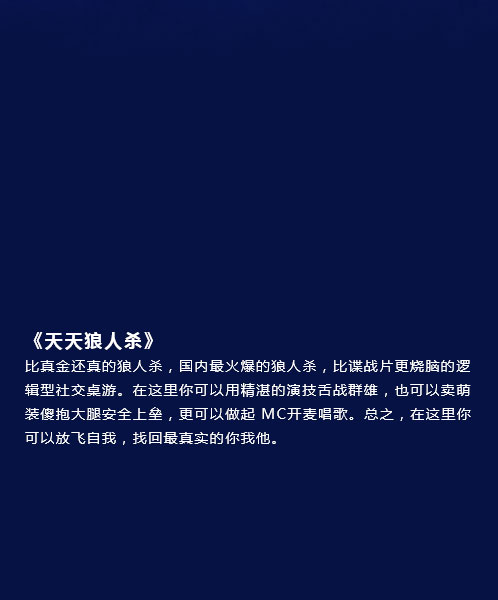 《天天狼人杀》
比真金还真的狼人杀，国内最火爆的狼人杀，比谍战片更烧脑的逻
辑型社交桌游。在这里你可以用精湛的演技舌战群雄，也可以卖萌
装傻抱大腿安全上垒，更可以做起 MC开麦唱歌。总之，在这里你
可以放飞自我，找回最真实的你我他。